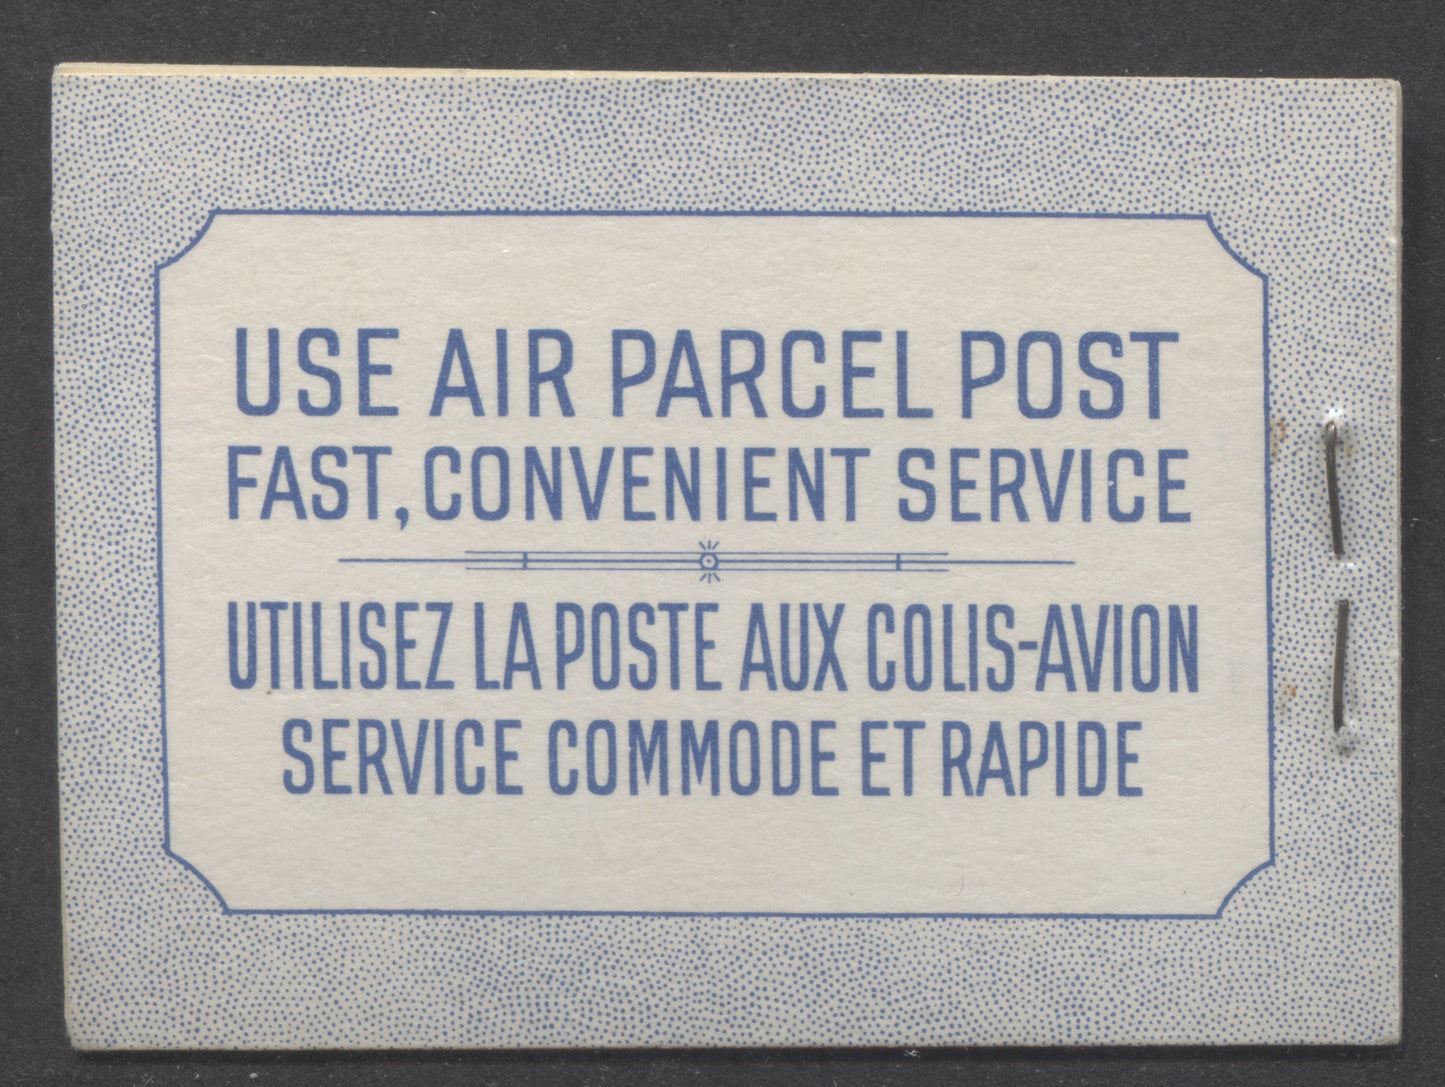 USE AIR PARCEL POST
FAST, CONVENIENT SERVICE
UTILISEZ LA POSTE AUX COLIS-AVION
SERVICE COMMODE ET RAPIDE